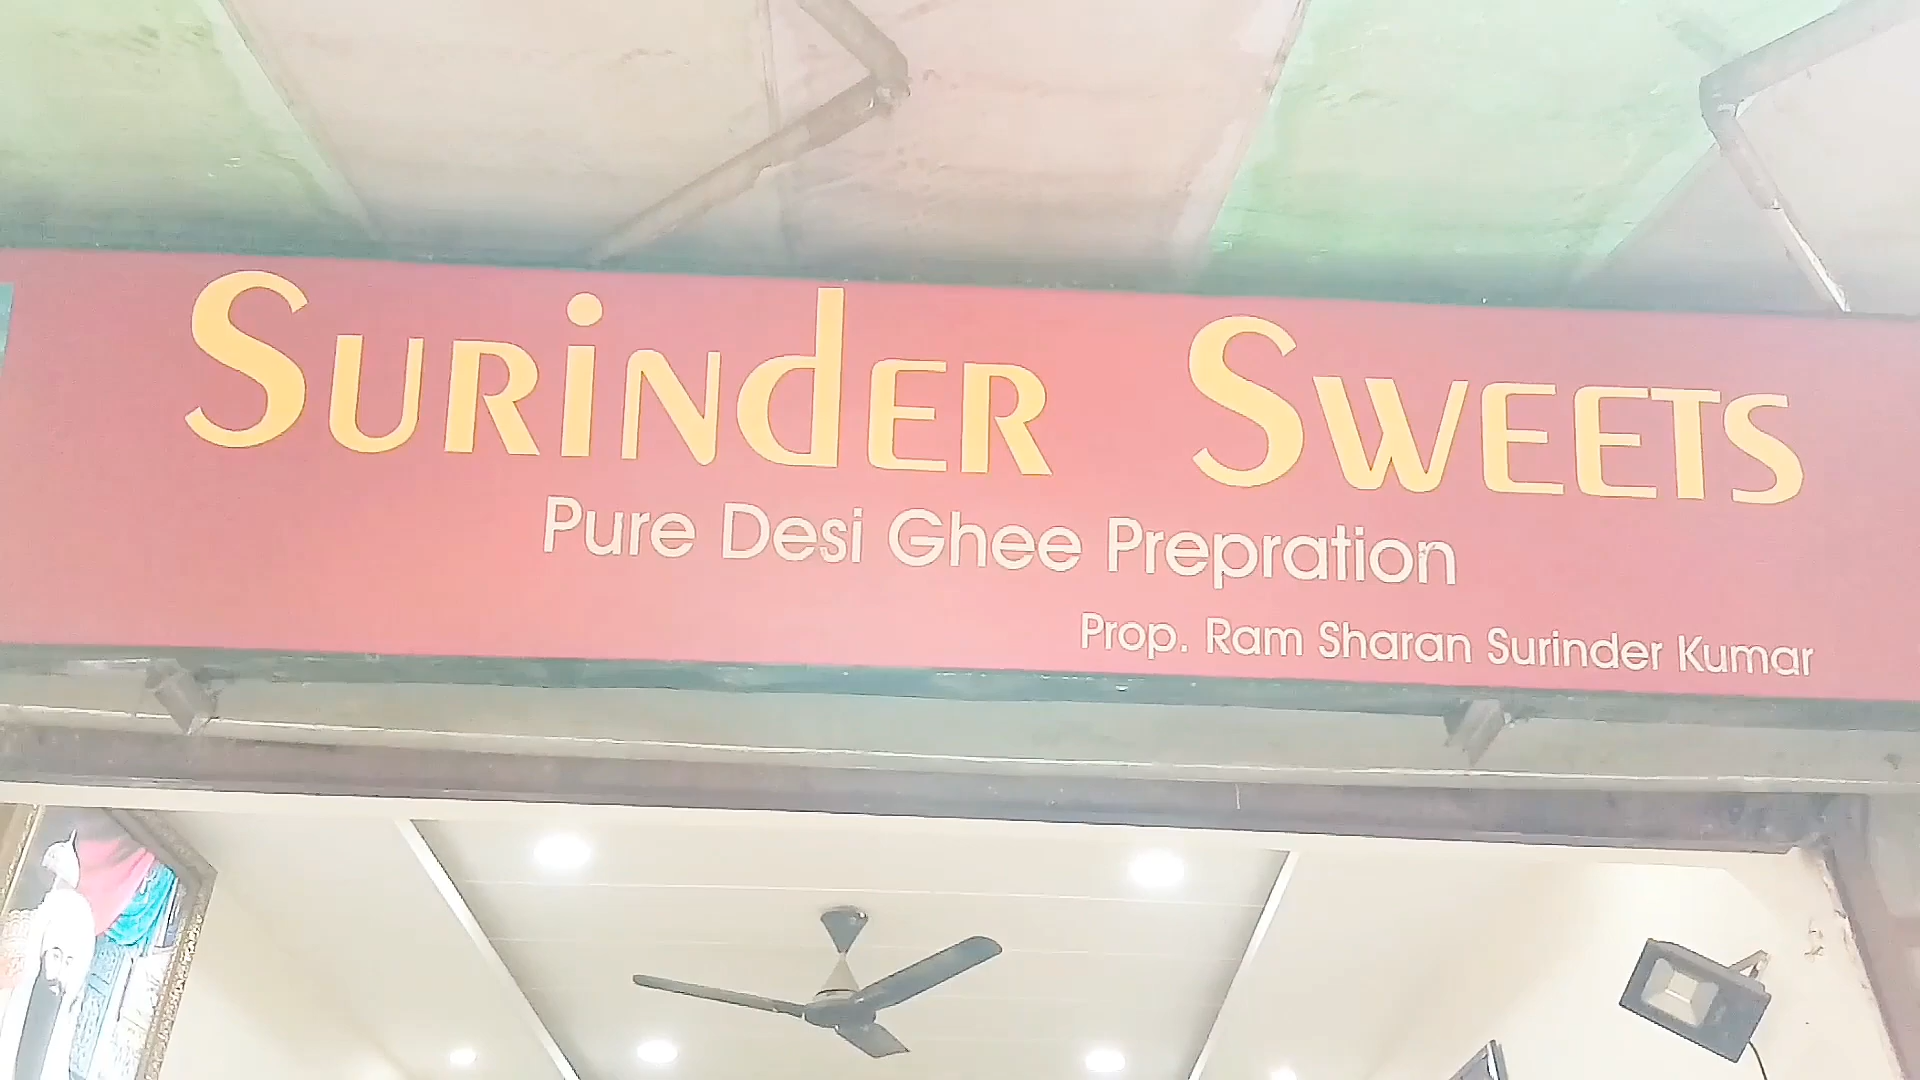 Surinder Sweets
Pure Desi Ghee Prepration
Prop. Ram Sharan Surinder Kumar